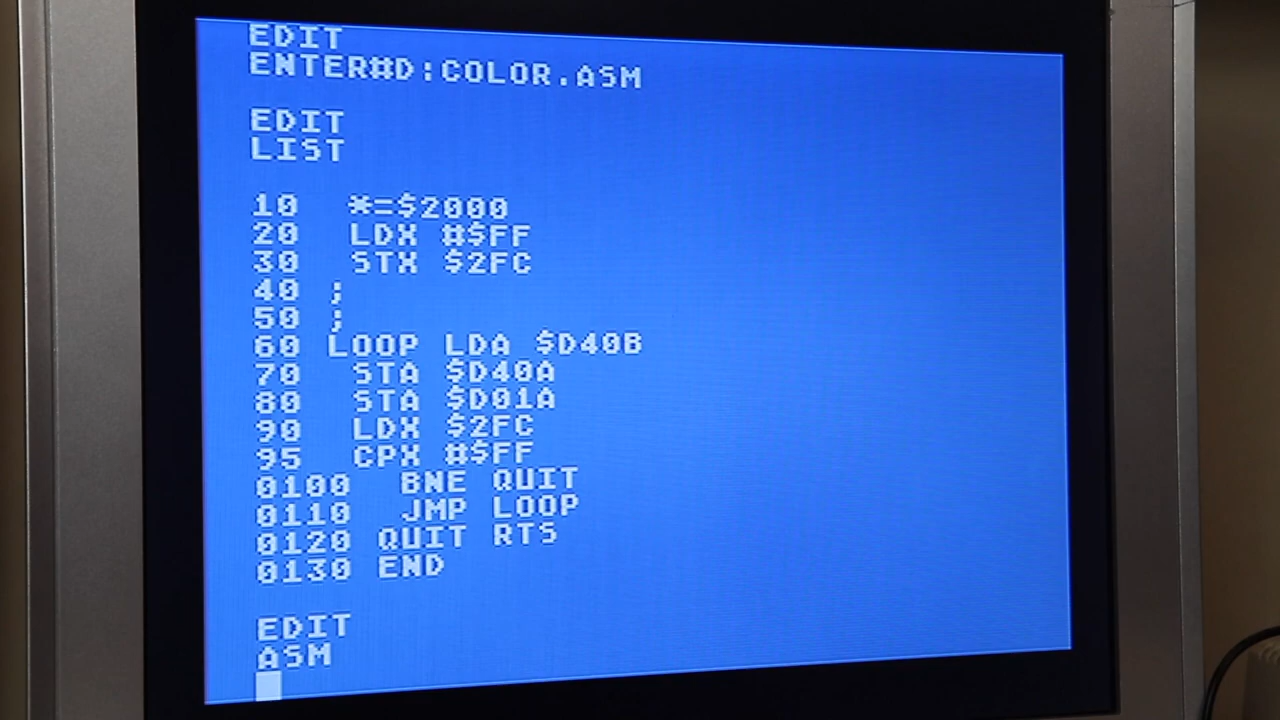 EDIT
ENTER#D:COLOR.ASM
EDIT
LIST
10 *=$2000
20 LDX #$FF
30 STX $2FC
40 ;
50 ;
60 LOOP LDA $D40B
70 STA $D40A
80 STA $D01A
90 LDX $2FC
95 CPX #$FF
0100 BNE QUIT
0110 JMP LOOP
0120 QUIT RTS
0130 END
EDIT
ASM